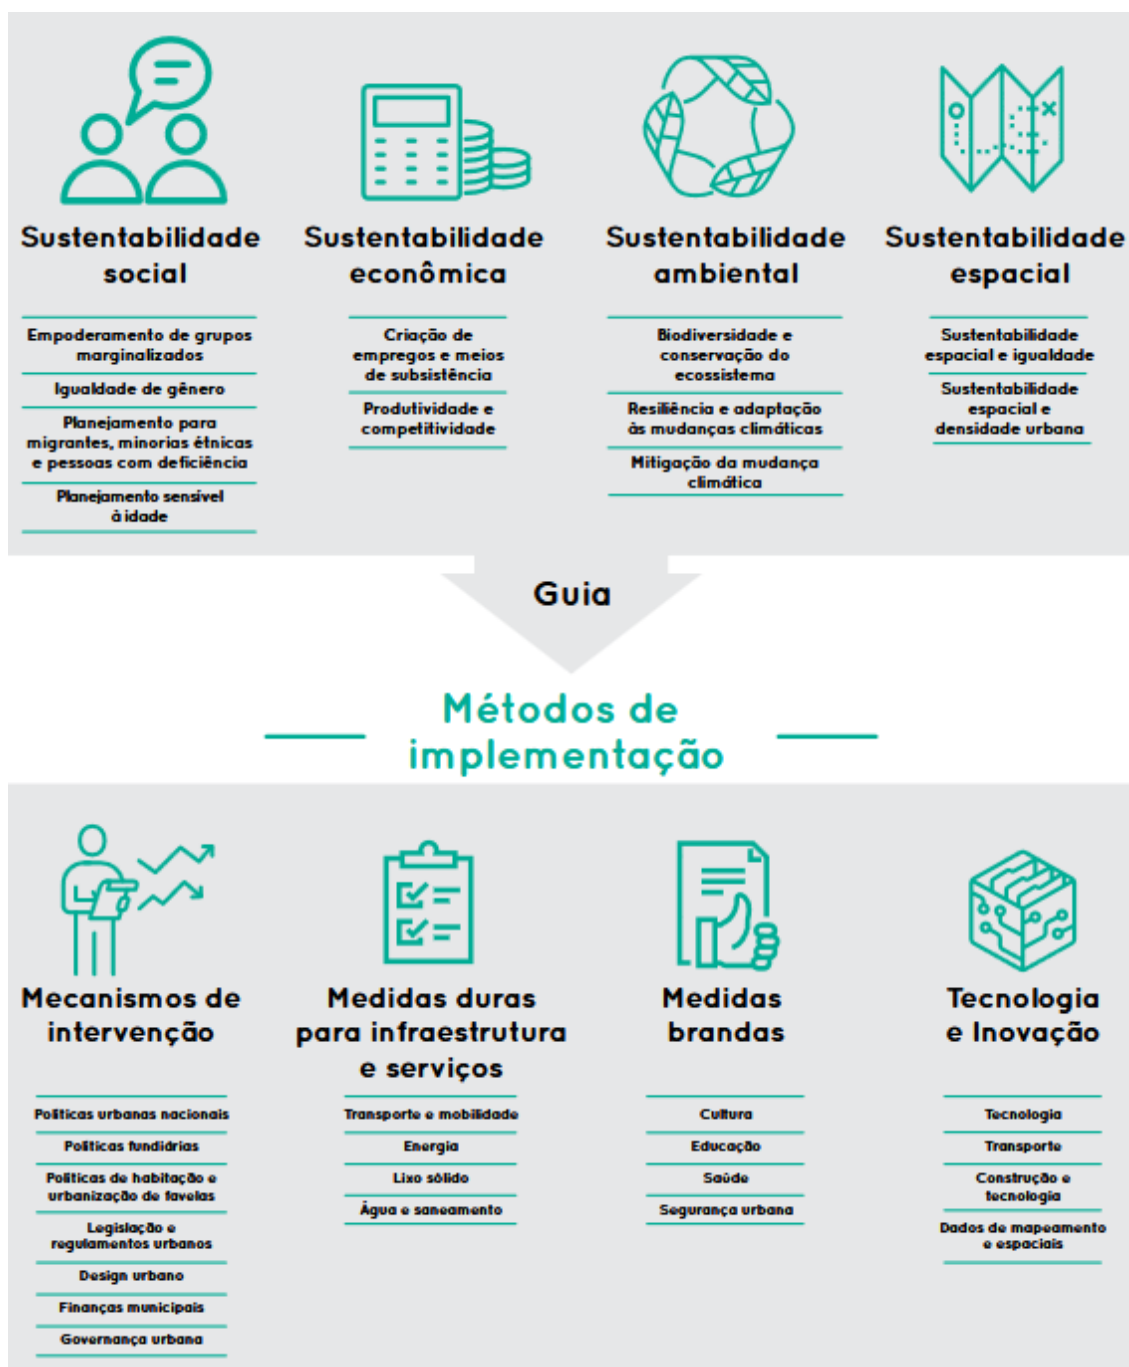 Sustentabilidade
social
Empoderamento de grupos
marginalizados
Igualdade de gênero
Planejamento para
migrantes, minorias étnicas
e pessoas com deficiência
Planejamento sensível
à idade
Sustentabilidade
econômica
Criação de
empregos e meios
de subsistência
Produtividade e
competitividade
Sustentabilidade
ambiental
Biodiversidade e
conservação do
ecossistema
Resiliência e adaptação
às mudanças climáticas
Mitigação da mudança
climática
Sustentabilidade
espacial
Sustentabilidade
espacial e igualdade
Sustentabilidade
espacial e
densidade urbana
Guia
Métodos de
implementação
Mecanismos de
intervenção
Políticas urbanas nacionais
Políticas fundiárias
Políticas de habitação e
urbanização de favelas
Legislação e
regulamentos urbanos
Design urbano
Finanças municipais
Governança urbana
Medidas duras
para infraestrutura
e serviços
Transporte e mobilidade
Energia
Lixo sólido
Água e saneamento
Medidas
brandas
Cultura
Educação
Saúde
Segurança urbana
Tecnologia
e Inovação
Tecnologia
Transporte
Construção e
tecnologia
Dados de mapeamento
e espaciais